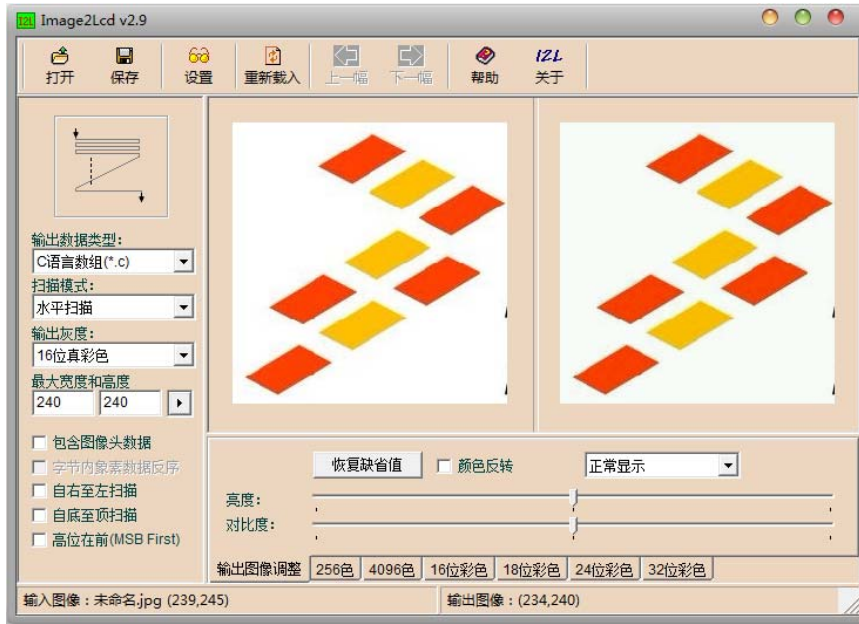 Image2Lcd v2.9
打开 保存 设置 重新载入 上一幅 下一幅 帮助 I2L 关于
输出数据类型：
C语言数组(*.c)
扫描模式：
水平扫描
输出灰度：
16位真彩色
最大宽度和高度
240 240
包含图像头数据
字节内象素数据反序
自右至左扫描
自底至顶扫描
高位在前(MSB First)
恢复缺省值 颜色反转 正常显示
亮度：
对比度：
输出图像调整 256色 4096色 16位彩色 18位彩色 24位彩色 32位彩色
输入图像：未命名.jpg (239,245) 输出图像：(234,240)